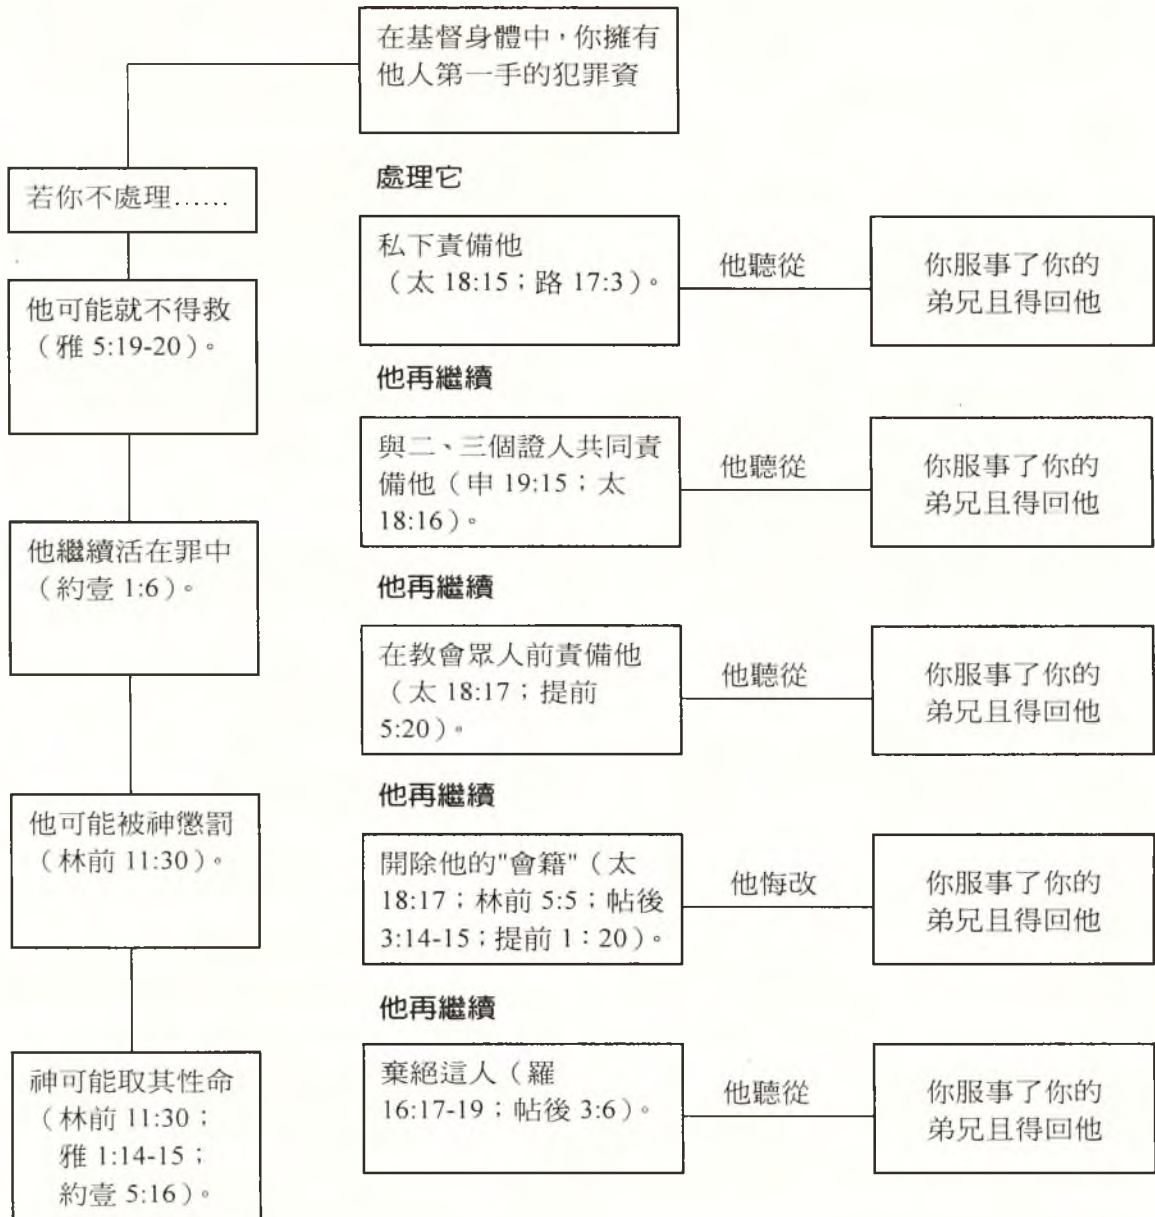 在基督身體中，你擁有
他人第一手的犯罪資
若你不處理……
他可能就不得救
（雅 5:19-20）。
他繼續活在罪中
（約壹 1:6）。
他可能被神懲罰
（林前 11:30）。
神可能取其性命
（林前 11:30；
雅 1:14-15；
約壹 5:16）。
處理它
私下責備他
（太 18:15；路 17:3）。
他聽從
你服事了你的
弟兄且得回他
他再繼續
與二、三個證人共同責
備他（申 19:15；太
18:16）。
他聽從
你服事了你的
弟兄且得回他
他再繼續
在教會眾人前責備他
（太 18:17；提前
5:20）。
他聽從
你服事了你的
弟兄且得回他
他再繼續
開除他的"會籍"（太
18:17；林前 5:5；帖後
3:14-15；提前 1：20）。
他悔改
你服事了你的
弟兄且得回他
他再繼續
棄絕這人（羅
16:17-19；帖後 3:6）。
他聽從
你服事了你的
弟兄且得回他